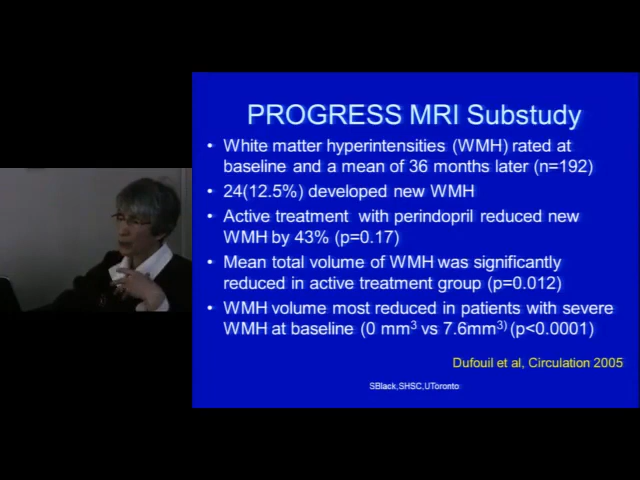 PROGRESS MRI Substudy
• White matter hyperintensities (WMH) rated at
baseline and a mean of 36 months later (n=192)
• 24(12.5%) developed new WMH
• Active treatment with perindopril reduced new
WMH by 43% (p=0.17)
• Mean total volume of WMH was significantly
reduced in active treatment group (p=0.012)
• WMH volume most reduced in patients with severe
WMH at baseline (0 mm³ vs 7.6mm³⁾ (p<0.0001)
Dufouil et al, Circulation 2005
SBlack,SHSC,UToronto